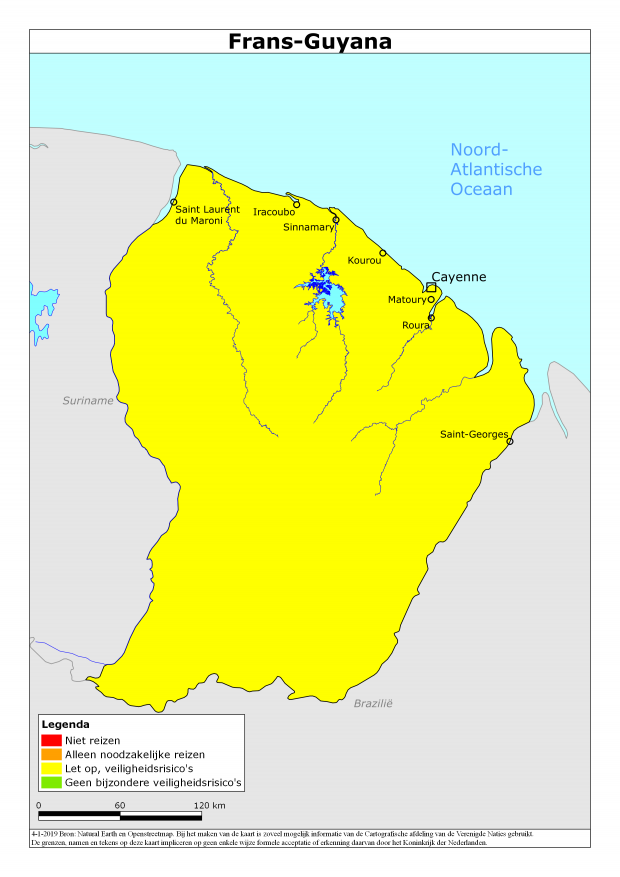 Frans-Guyana
Noord-
Atlantische
Oceaan
Saint Laurent
du Maroni
Iracoubo
Sinnamary
Kourou
Cayenne
Matoury
Roura
Suriname
Saint-Georges
Brazilië
Legenda
Niet reizen
Alleen noodzakelijke reizen
Let op, veiligheidsrisico's
Geen bijzondere veiligheidsrisico's
0 60 120 km
4-1-2019 Bron: Natural Earth en Openstreetmap. Bij het maken van de kaart is zoveel mogelijk informatie van de Cartografische afdeling van de Verenigde Naties gebruikt.
De grenzen, namen en tekens op deze kaart impliceren op geen enkele wijze formele acceptatie of erkenning daarvan door het Koninkrijk der Nederlanden.